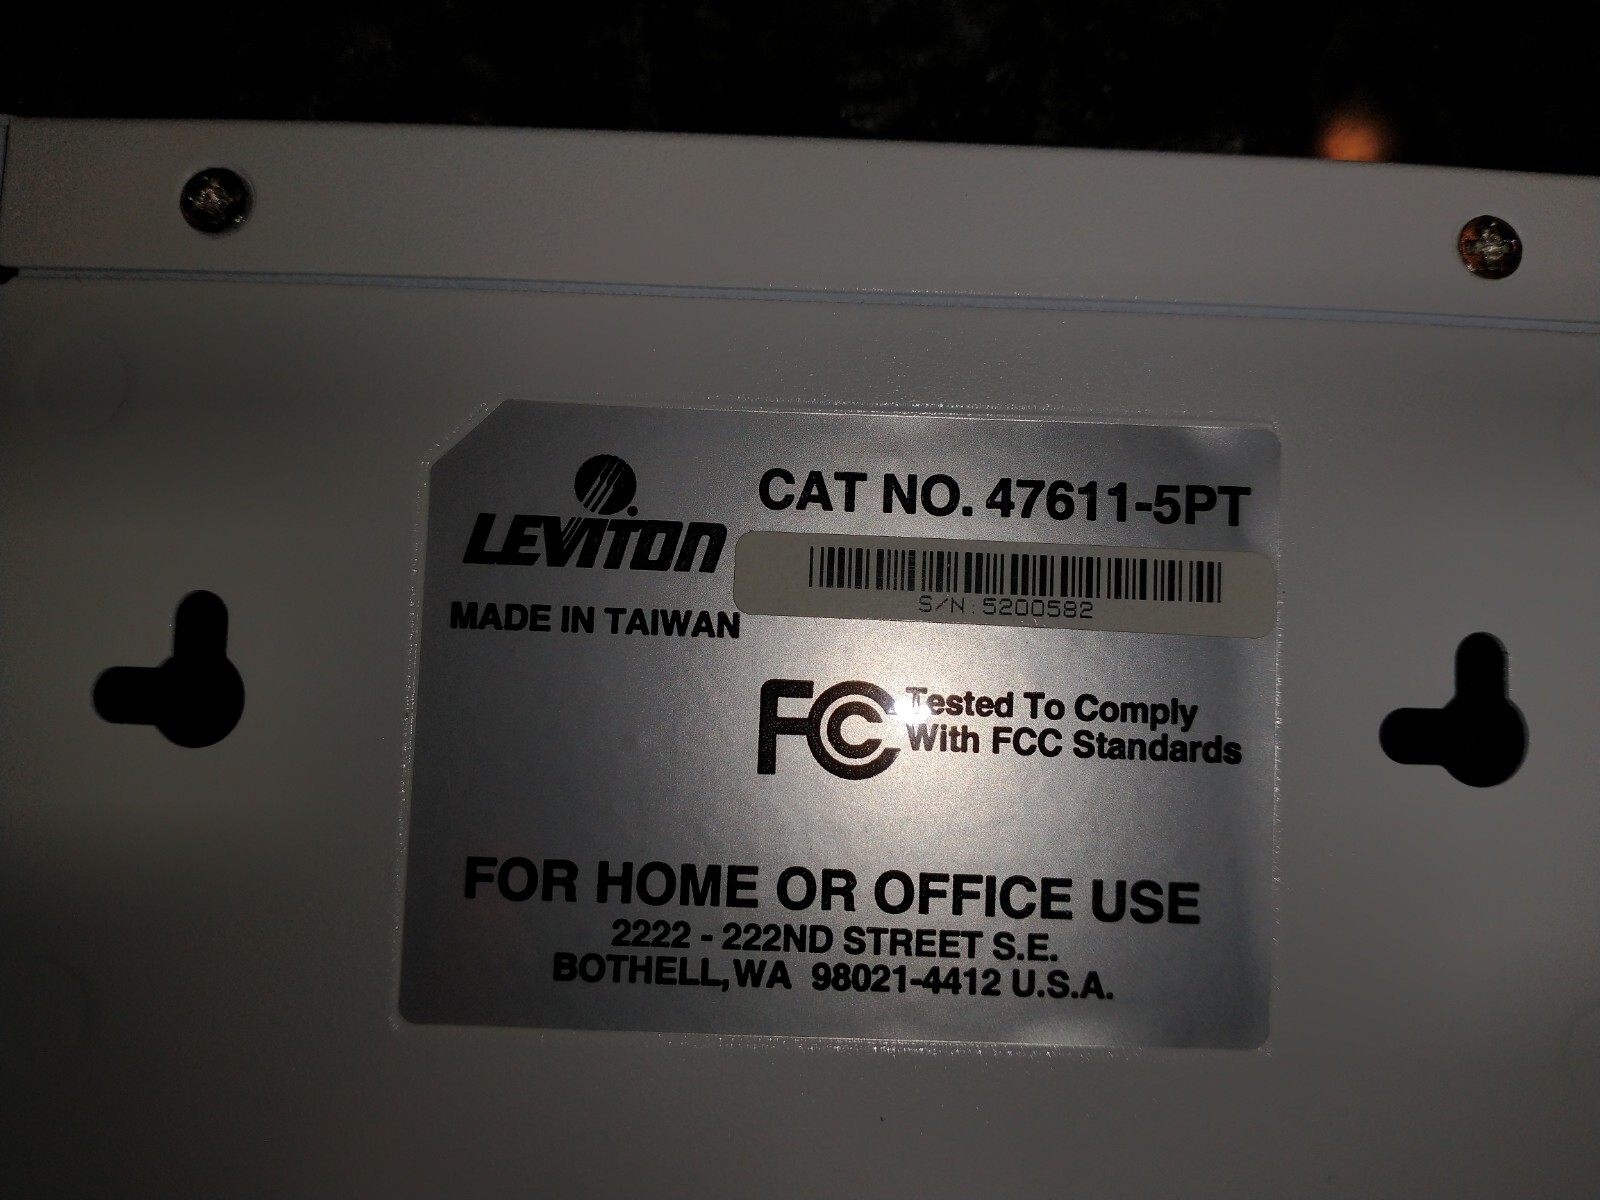 LEVITON
CAT NO. 47611-5PT
S/N:5200582
MADE IN TAIWAN
FC Tested To Comply
With FCC Standards
FOR HOME OR OFFICE USE
2222 - 222ND STREET S.E.
BOTHELL, WA 98021-4412 U.S.A.